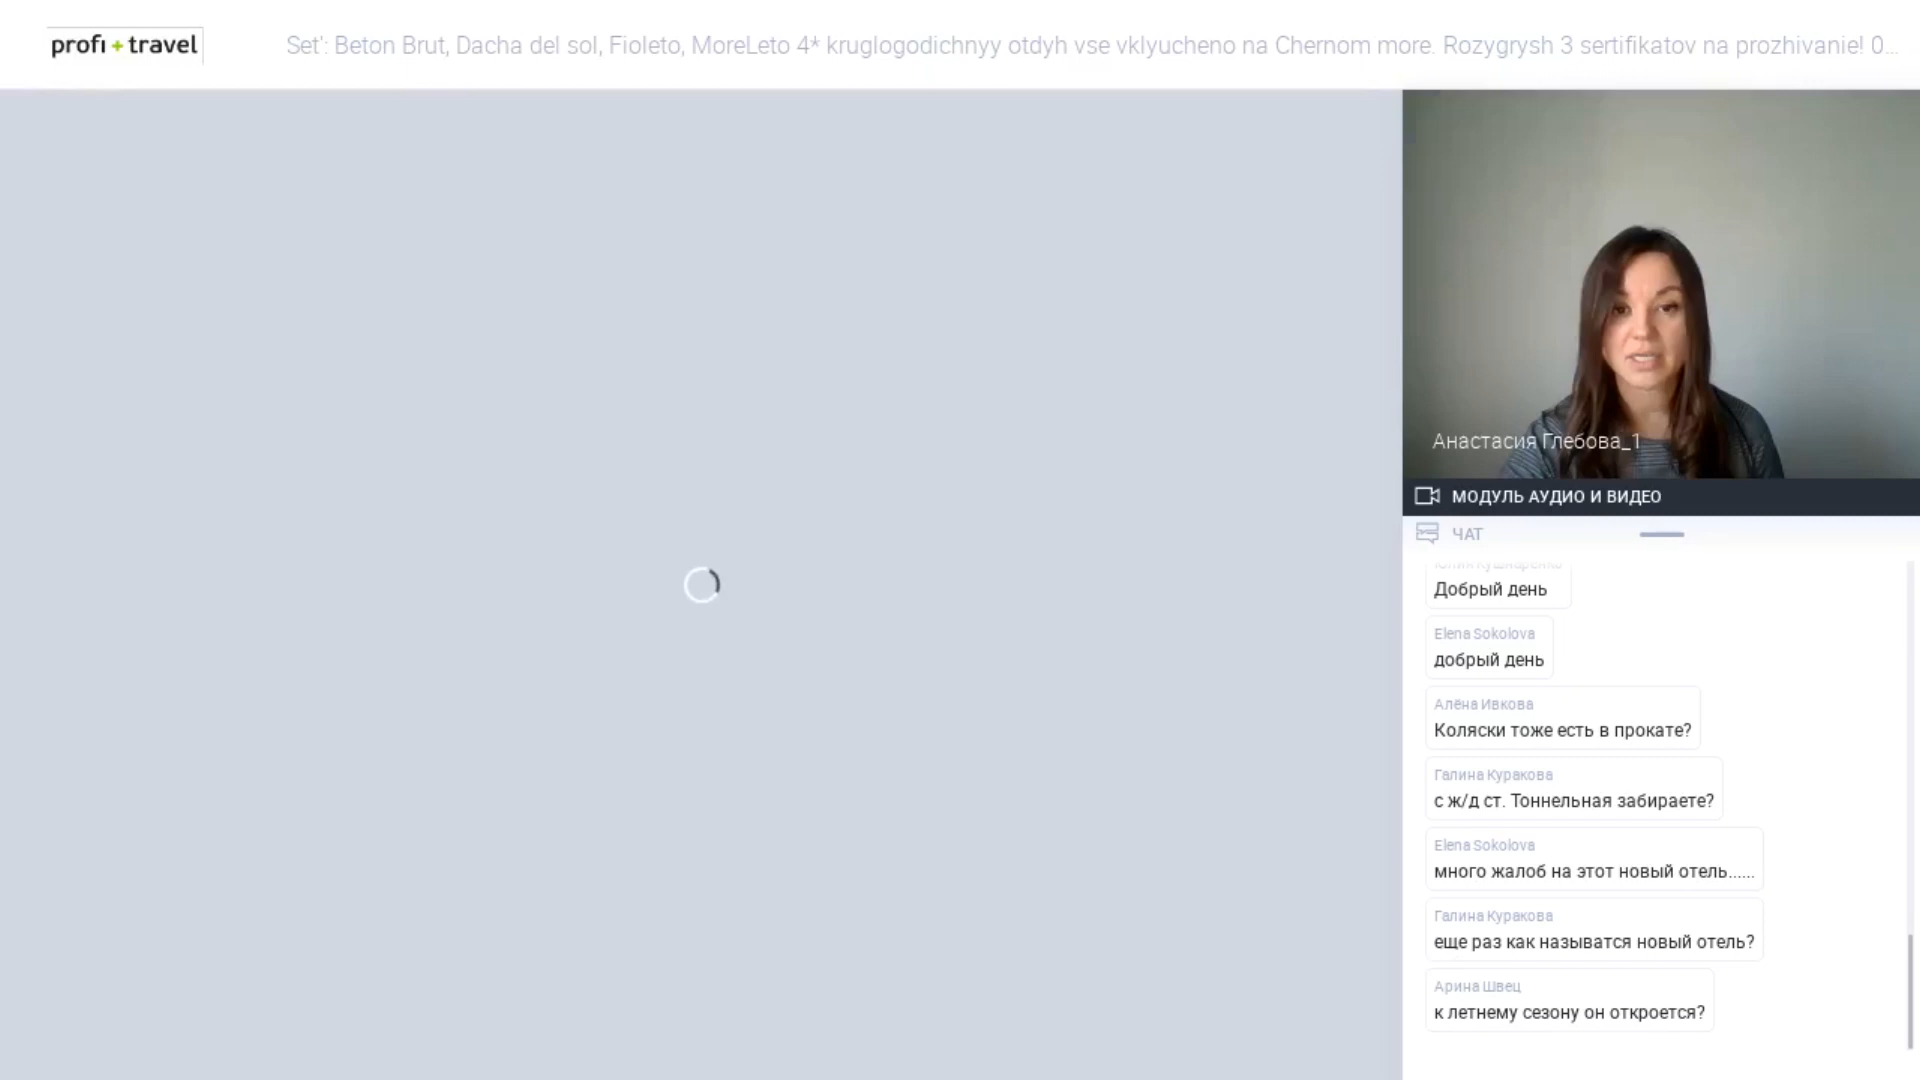 profi + travel
Set': Beton Brut, Dacha del sol, Fioleto, MoreLeto 4* kruglogodichnyy otdyh vse vklyucheno na Chernom more. Rozygrysh 3 sertifikatov na prozhivanie! 0...
Анастасия Глебова_1
МОДУЛЬ АУДИО И ВИДЕО
ЧАТ
Юлия Кушнаренко
Добрый день
Elena Sokolova
добрый день
Алёна Ивкова
Коляски тоже есть в прокате?
Галина Куракова
с ж/д ст. Тоннельная забираете?
Elena Sokolova
много жалоб на этот новый отель......
Галина Куракова
еще раз как называтся новый отель?
Арина Швец
к летнему сезону он откроется?